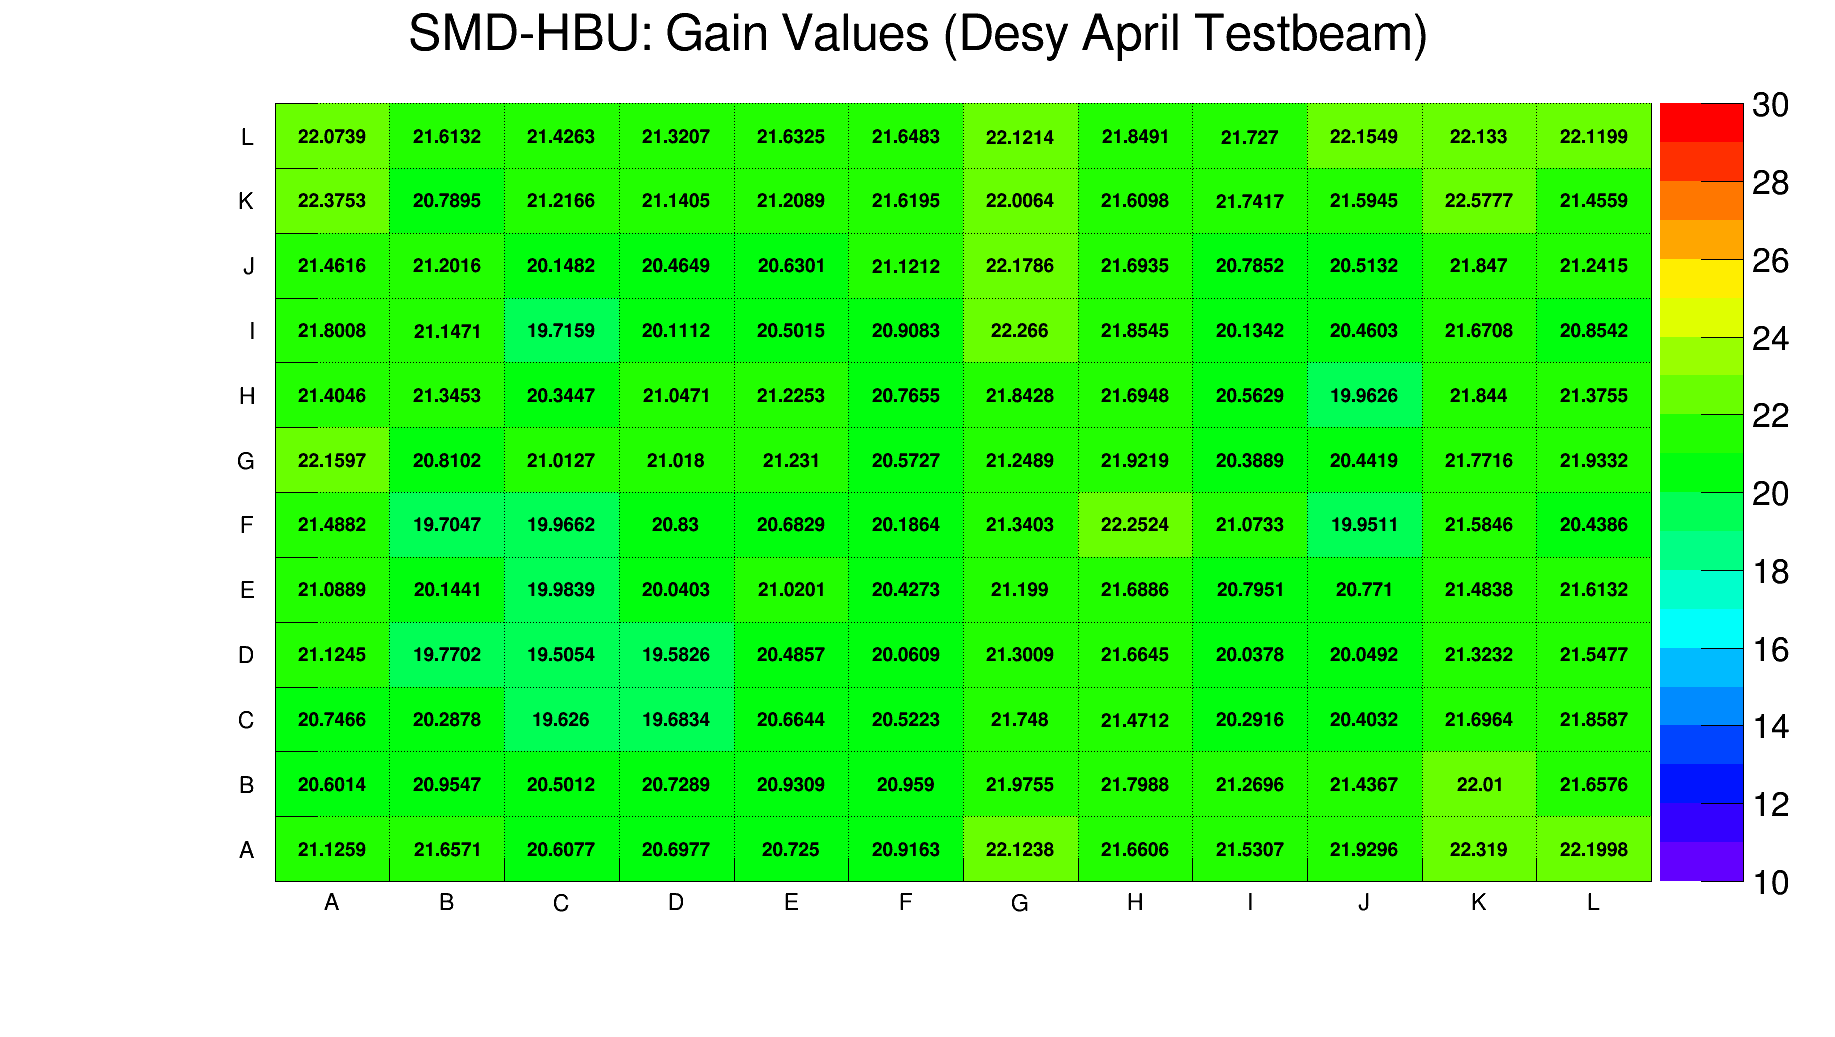 SMD-HBU: Gain Values (Desy April Testbeam)
L 22.0739 21.6132 21.4263 21.3207 21.6325 21.6483 22.1214 21.8491 21.727 22.1549 22.133 22.1199
K 22.3753 20.7895 21.2166 21.1405 21.2089 21.6195 22.0064 21.6098 21.7417 21.5945 22.5777 21.4559
J 21.4616 21.2016 20.1482 20.4649 20.6301 21.1212 22.1786 21.6935 20.7852 20.5132 21.847 21.2415
I 21.8008 21.1471 19.7159 20.1112 20.5015 20.9083 22.266 21.8545 20.1342 20.4603 21.6708 20.8542
H 21.4046 21.3453 20.3447 21.0471 21.2253 20.7655 21.8428 21.6948 20.5629 19.9626 21.844 21.3755
G 22.1597 20.8102 21.0127 21.018 21.231 20.5727 21.2489 21.9219 20.3889 20.4419 21.7716 21.9332
F 21.4882 19.7047 19.9662 20.83 20.6829 20.1864 21.3403 22.2524 21.0733 19.9511 21.5846 20.4386
E 21.0889 20.1441 19.9839 20.0403 21.0201 20.4273 21.199 21.6886 20.7951 20.771 21.4838 21.6132
D 21.1245 19.7702 19.5054 19.5826 20.4857 20.0609 21.3009 21.6645 20.0378 20.0492 21.3232 21.5477
C 20.7466 20.2878 19.626 19.6834 20.6644 20.5223 21.748 21.4712 20.2916 20.4032 21.6964 21.8587
B 20.6014 20.9547 20.5012 20.7289 20.9309 20.959 21.9755 21.7988 21.2696 21.4367 22.01 21.6576
A 21.1259 21.6571 20.6077 20.6977 20.725 20.9163 22.1238 21.6606 21.5307 21.9296 22.319 22.1998
A B C D E F G H I J K L
30
28
26
24
22
20
18
16
14
12
10